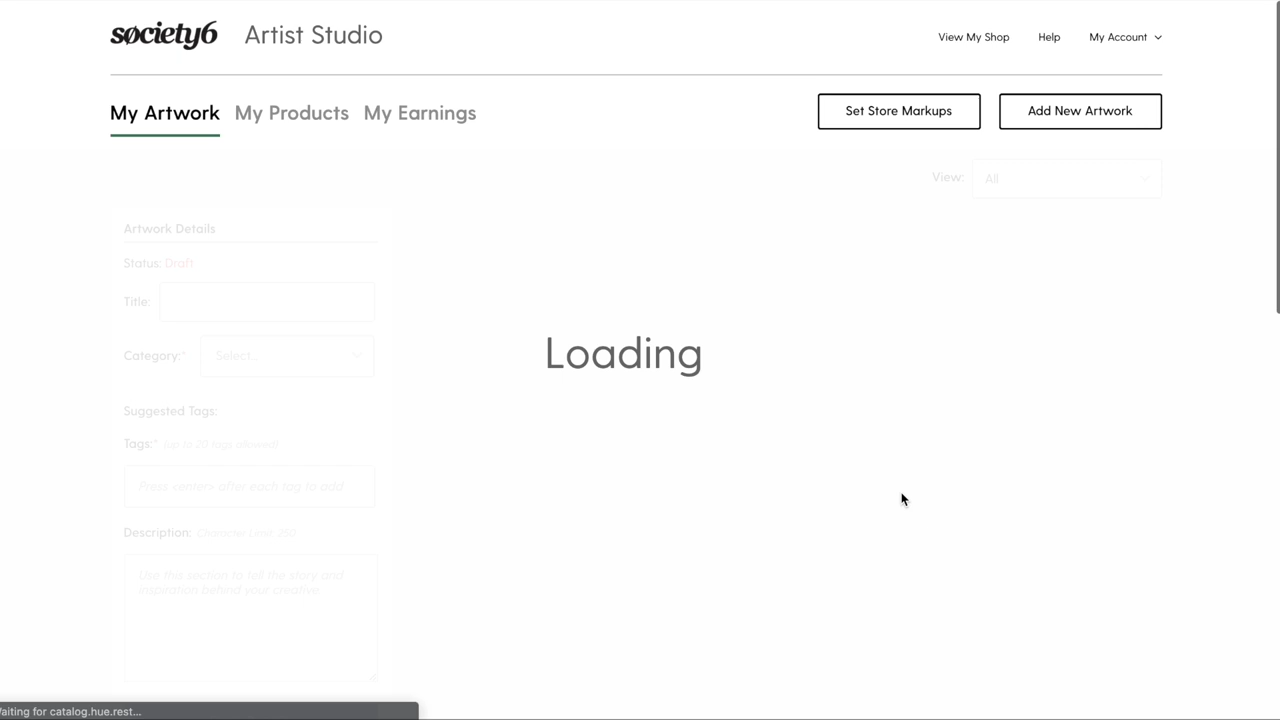 society6 Artist Studio
View My Shop Help My Account
My Artwork My Products My Earnings
Set Store Markups Add New Artwork
View: All
Artwork Details
Status: Draft
Title:
Category:* Select...
Loading
Suggested Tags:
Tags:* (up to 20 tags allowed)
Press <enter> after each tag to add
Description: Character Limit: 250
Use this section to tell the story and
inspiration behind your creative.
Waiting for catalog.hue.rest...